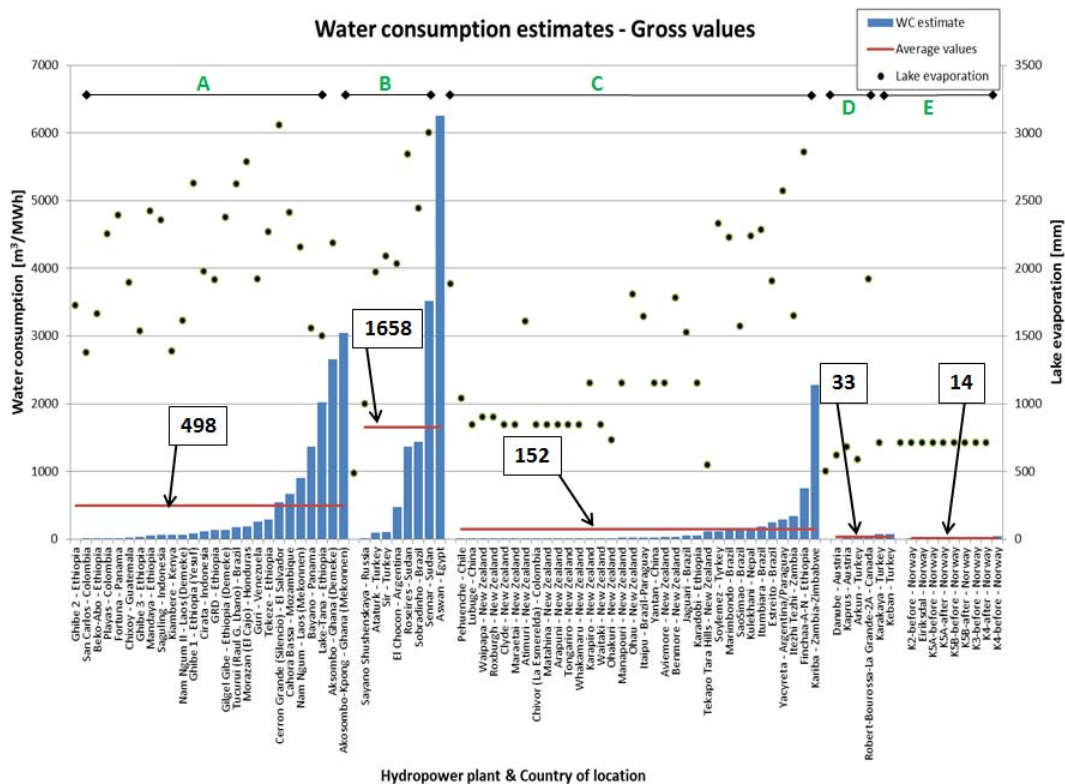 Water consumption estimates - Gross values
WC estimate
Average values
Lake evaporation
Water consumption [m³/MWh]
7000
6000
5000
4000
3000
2000
1000
0
Lake evaporation [mm]
3500
3000
2500
2000
1500
1000
500
0
A
B
C
D
E
498
1658
152
33
14
Ghibe 2 - Ethiopia
San Carlos - Colombia
Beko-Abo - Ethiopia
Playas - Colombia
Fortuna - Panama
Chixoy - Guatemala
Ghibe 3 - Ethiopia
Mandaya - Ethiopia
Saguling - Indonesia
Kiambere - Kenya
Nam Ngum II - Laos (Demeke)
Ghibe 1 - Ethiopia (Yesuf)
Cirata - Indonesia
GRD - Ethiopia
Gilgel Gibe - Ethiopia (Demeke)
Tucurui (Raul G. Lhano) - Brazil
Morazan (El Cajo) - Honduras
Guri - Venezuela
Tekeze - Ethiopia
Cerron Grande (Silencio) - El Salvador
Cahora Bassa - Mozambique
Nam Ngum - Laos (Mekonnen)
Bayano - Panama
Lake-Tana - Ethiopia
Aksombo - Ghana (Demeke)
Akosombo-Kpong - Ghana (Mekonnen)
Sayano Shushenskaya - Russia
Ataturk - Turkey
Sir - Turkey
El Chocon - Argentina
Roseires - Sudan
Sobradinho - Brazil
Sennar - Sudan
Aswan - Egypt
Pehuenche - Chile
Lubuge - China
Waipapa - New Zealand
Roxburgh - New Zealand
Clyde - New Zealand
Maraetai - New Zealand
Atimuri - New Zealand
Chivor (La Esmerelda) - Colombia
Matahina - New Zealand
Arapuni - New Zealand
Tongariro - New Zealand
Whakamaru - New Zealand
Karapiro - New Zealand
Waitaki - New Zealand
Ohakuri - New Zealand
Manapouri - New Zealand
Ohau - New Zealand
Itaipu - Brazil-Paraguay
Yantan - China
Aviemore - New Zealand
Benmore - New Zealand
Jaguari - Brazil
Karadobi - Ethiopia
Tekapo Tara Hills - New Zealand
Soylemez - Tyrkey
Marimbondo - Brazil
SaoSimao - Brazil
Kulekhani - Nepal
Itumbiara - Brazil
Estreito - Brazil
Yacyreta - Argentina/Paraguay
Itezhi Tezhi - Zambia
Finchaa-A-N - Ethiopia
Kariba - Zambia-Zimbabwe
Danube - Austria
Kaprus - Austria
Artvin - Turkey
Robert-Bourossa-La Grande-2A - Canada
Karakaya - Turkey
Keban - Turkey
K2-before - Norway
Eiriksdal - Norway
K5A-before - Norway
K5A-after - Norway
K5B-before - Norway
K5B-after - Norway
K3-before - Norway
K4-after - Norway
K4-before - Norway
Hydropower plant & Country of location